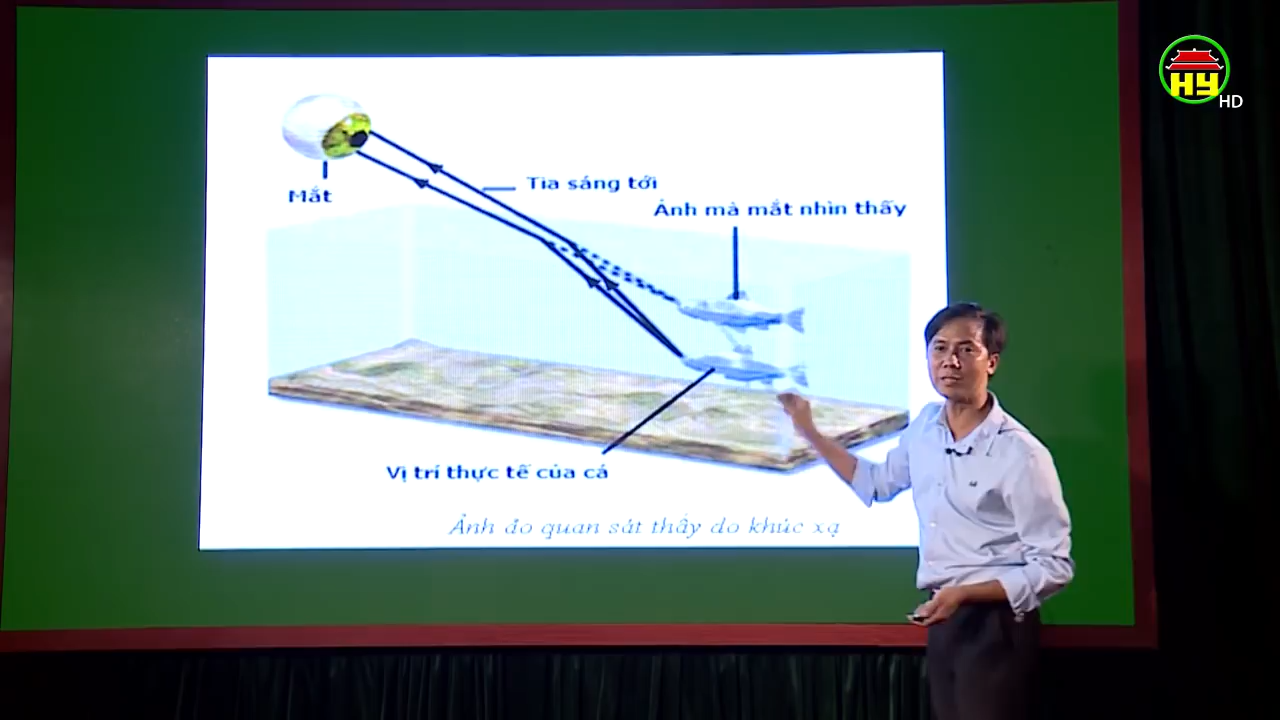 HY
HD
Mắt
Tia sáng tới
Ảnh mà mắt nhìn thấy
Vị trí thực tế của cá
Ảnh ảo quan sát thấy do khúc xạ